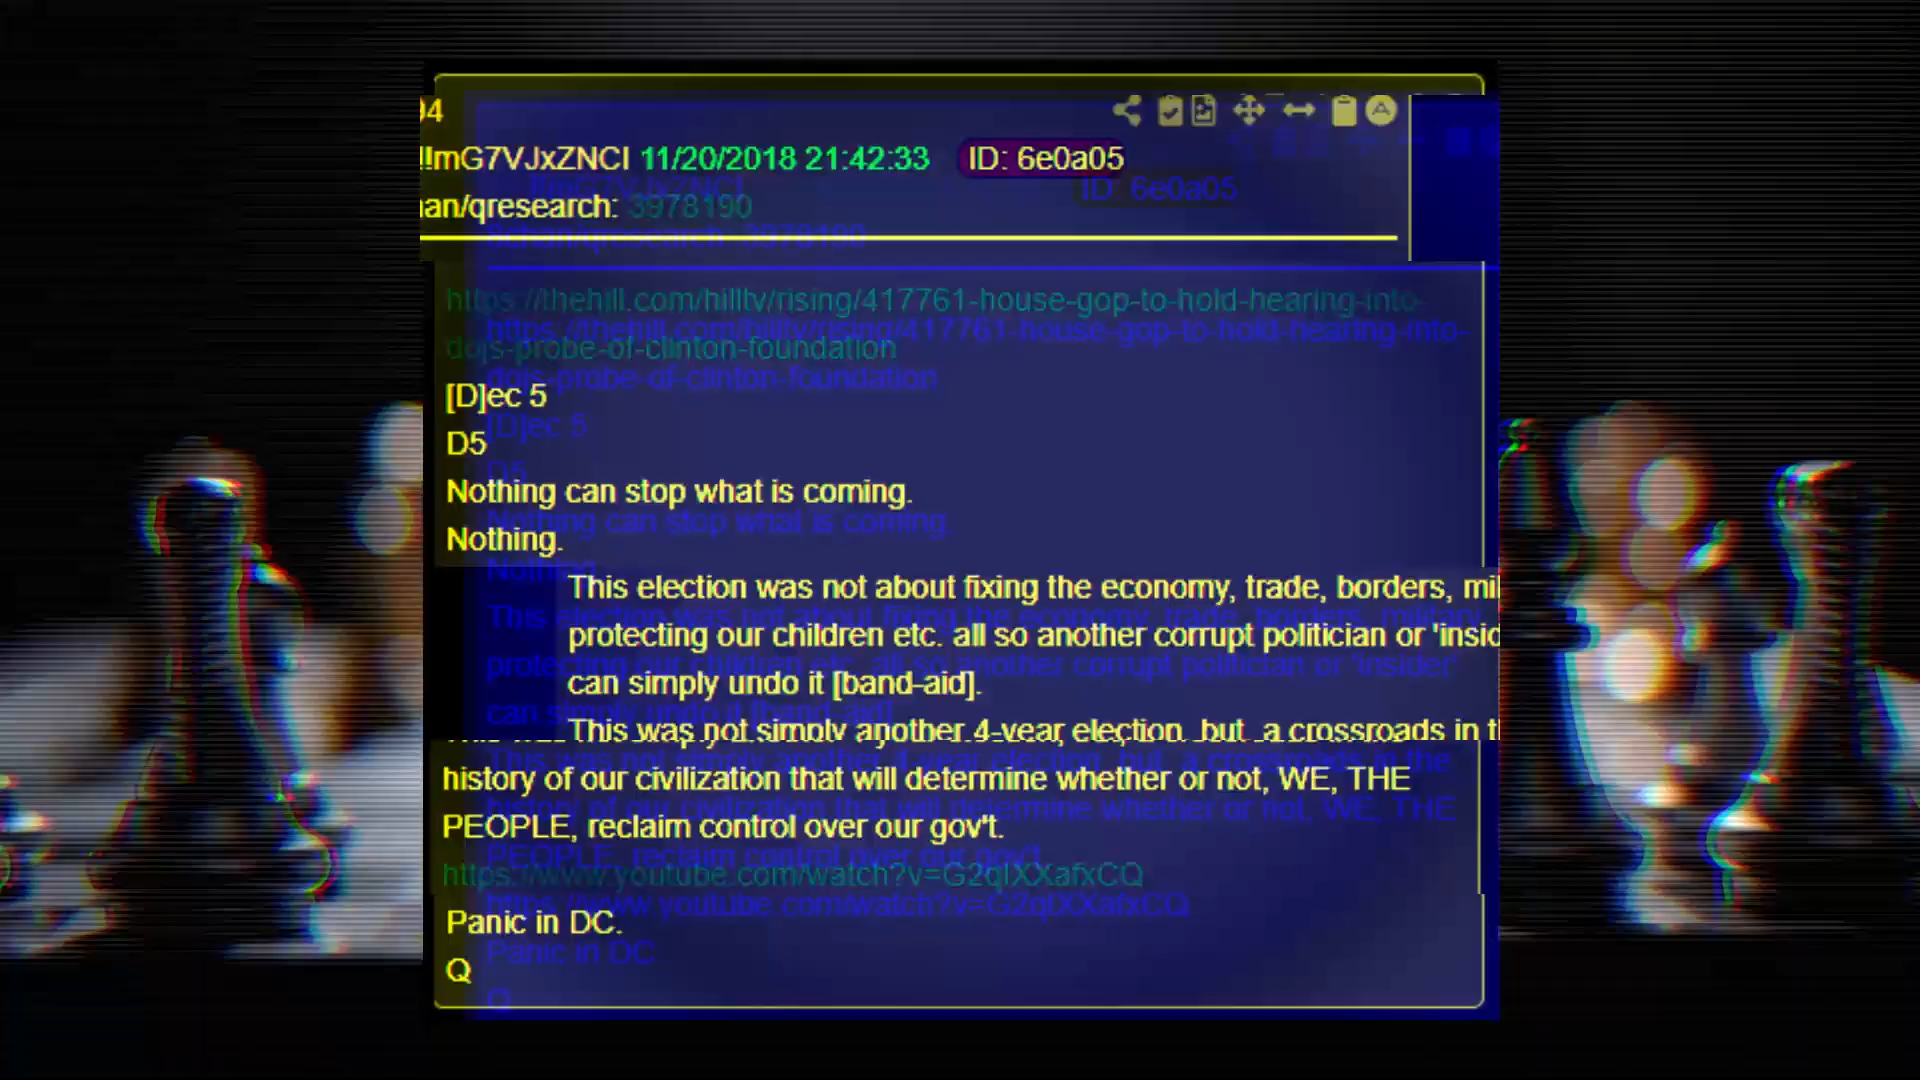 04
!!mG7VJxZNCI 11/20/2018 21:42:33 ID: 6e0a05
an/qresearch: 3978190
https://thehill.com/hilltv/rising/417761-house-gop-to-hold-hearing-into-
dojs-probe-of-clinton-foundation
[D]ec 5
D5
Nothing can stop what is coming.
Nothing.
This election was not about fixing the economy, trade, borders, mil
protecting our children etc. all so another corrupt politician or 'insid
can simply undo it [band-aid].
This was not simply another 4-year election, but a crossroads in th
history of our civilization that will determine whether or not, WE, THE
PEOPLE, reclaim control over our gov't.
https://www.youtube.com/watch?v=G2qIXXafxCQ
Panic in DC.
Q